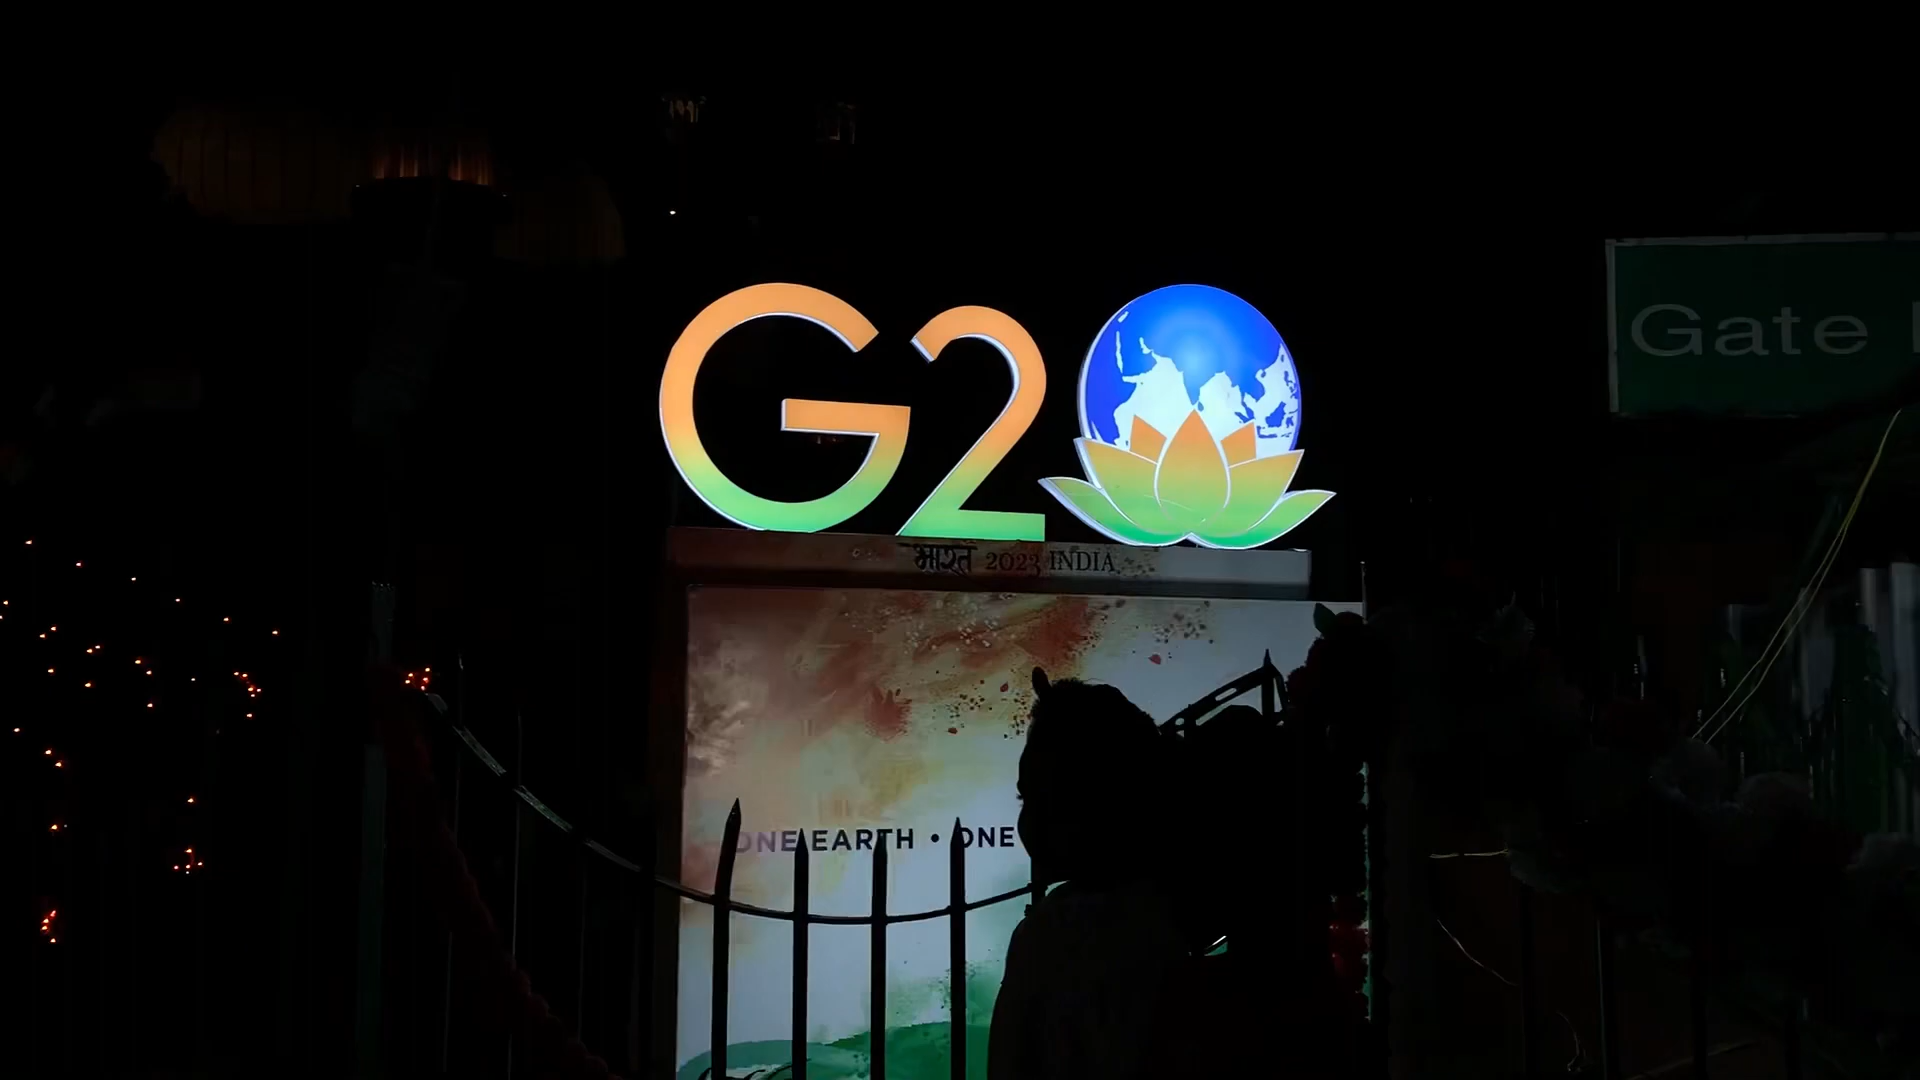 G20
भारत 2023 INDIA
ONE EARTH • ONE
Gate